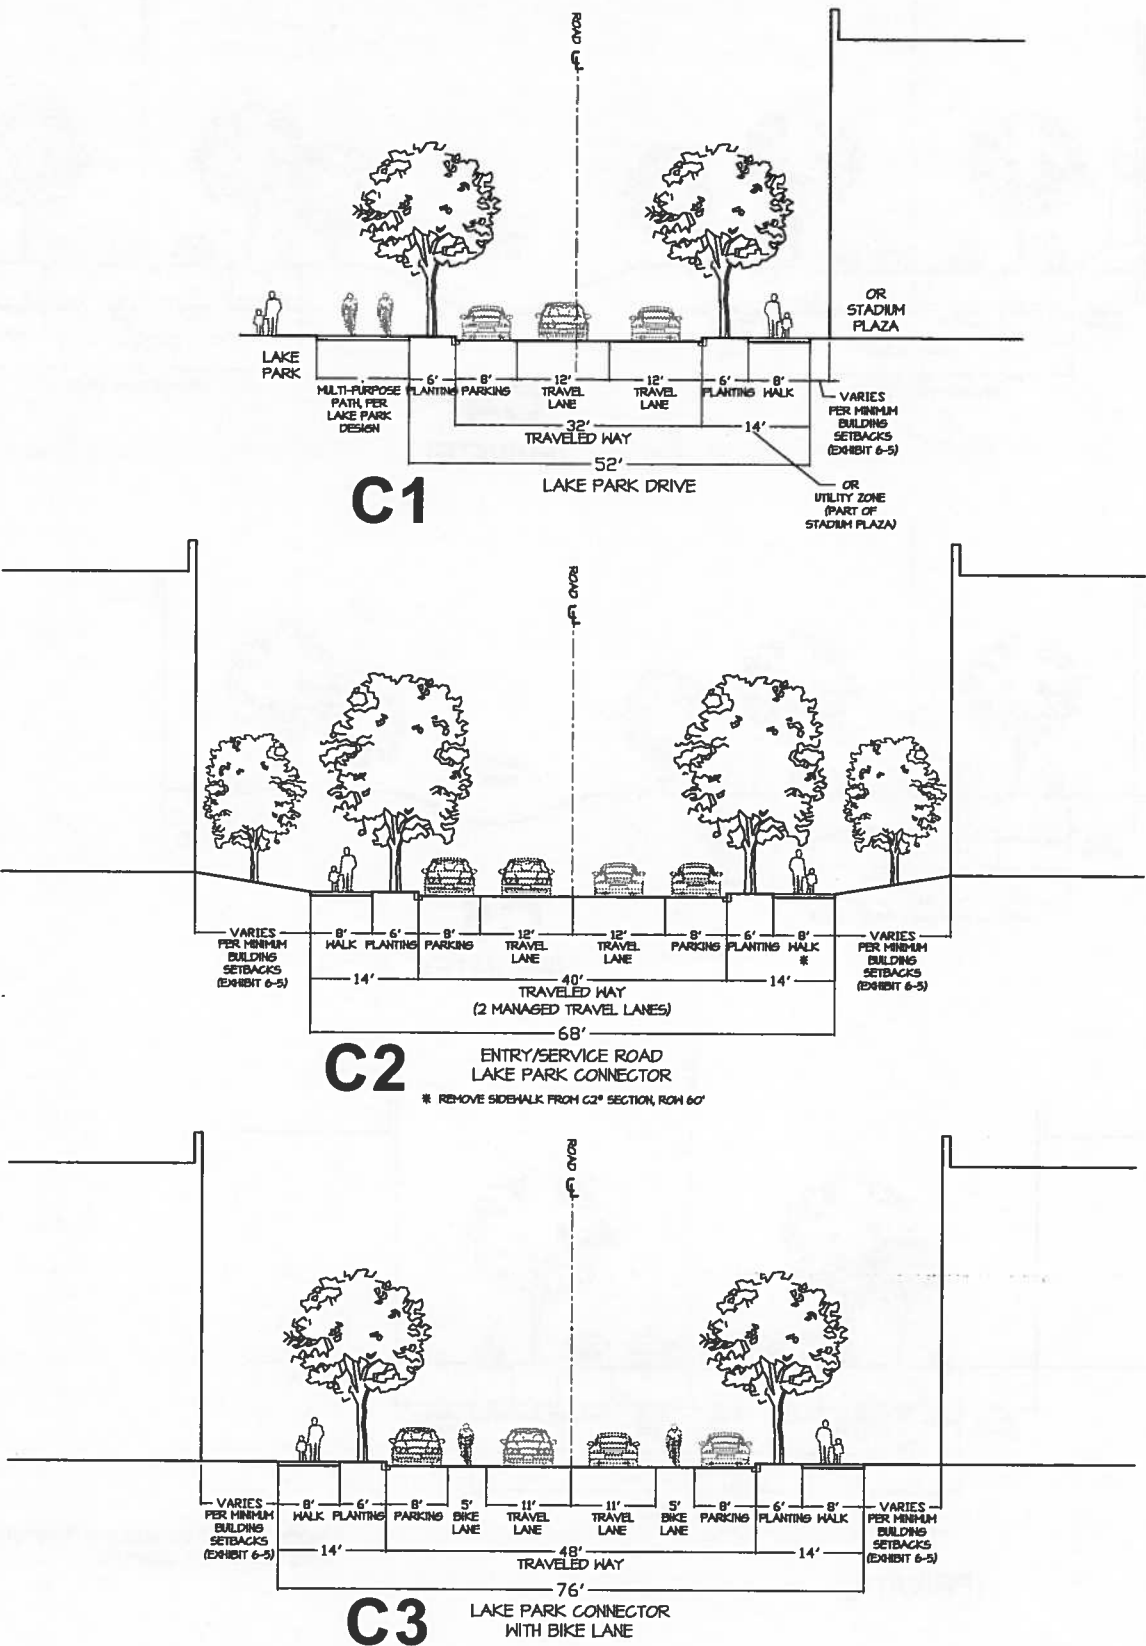 ROAD ℄
OR
STADIUM
PLAZA
LAKE
PARK
MULTI-PURPOSE
PATH, PER
LAKE PARK
DESIGN
6'
PLANTING
8'
PARKING
12'
TRAVEL
LANE
12'
TRAVEL
LANE
6'
PLANTING
8'
WALK
VARIES
PER MINIMUM
BUILDING
SETBACKS
(EXHIBIT 6-5)
32'
TRAVELED WAY
14'
52'
LAKE PARK DRIVE
OR
UTILITY ZONE
(PART OF
STADIUM PLAZA)
C1
ROAD ℄
VARIES
PER MINIMUM
BUILDING
SETBACKS
(EXHIBIT 6-5)
8'
WALK
6'
PLANTING
8'
PARKING
12'
TRAVEL
LANE
12'
TRAVEL
LANE
8'
PARKING
6'
PLANTING
8'
WALK
*
VARIES
PER MINIMUM
BUILDING
SETBACKS
(EXHIBIT 6-5)
14'
40'
TRAVELED WAY
(2 MANAGED TRAVEL LANES)
14'
68'
ENTRY/SERVICE ROAD
LAKE PARK CONNECTOR
C2
* REMOVE SIDEWALK FROM C2* SECTION, ROW 60'
ROAD ℄
VARIES
PER MINIMUM
BUILDING
SETBACKS
(EXHIBIT 6-5)
8'
WALK
6'
PLANTING
8'
PARKING
5'
BIKE
LANE
11'
TRAVEL
LANE
11'
TRAVEL
LANE
5'
BIKE
LANE
8'
PARKING
6'
PLANTING
8'
WALK
VARIES
PER MINIMUM
BUILDING
SETBACKS
(EXHIBIT 6-5)
14'
48'
TRAVELED WAY
14'
76'
LAKE PARK CONNECTOR
WITH BIKE LANE
C3